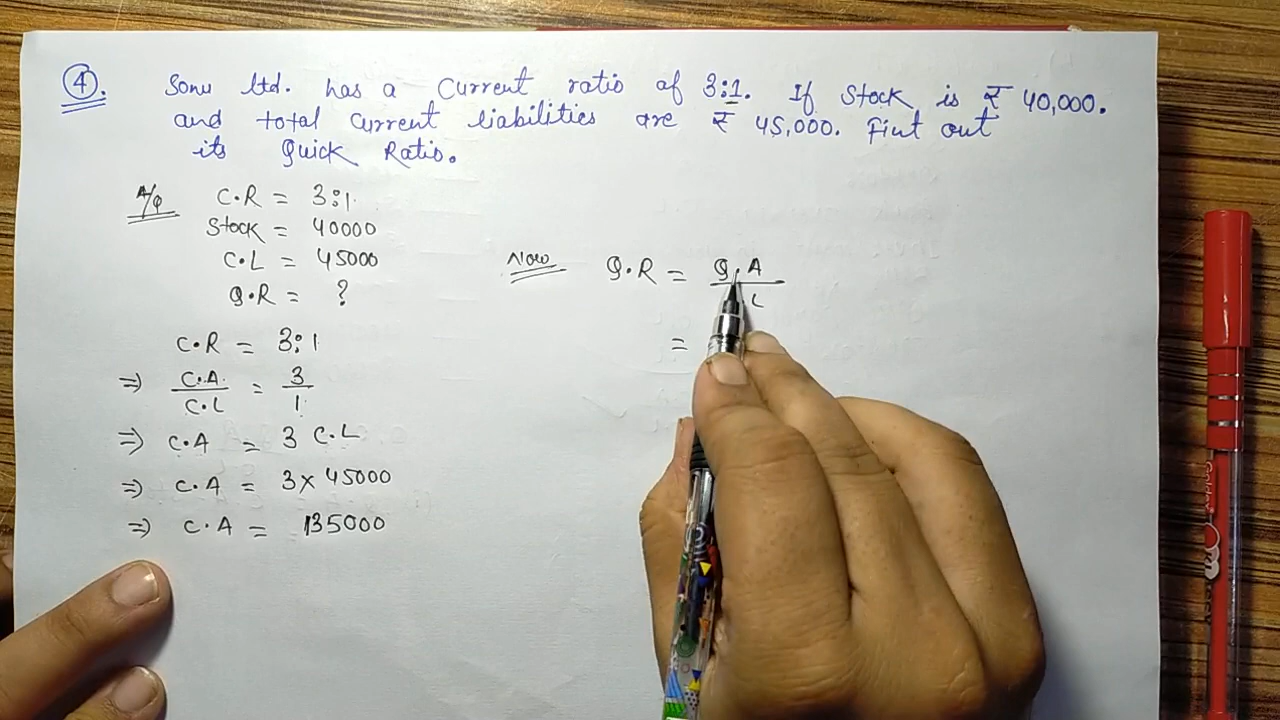 4. Sonu Ltd. has a Current ratio of 3:1. If Stock is ₹ 40,000.
and total current liabilities are ₹ 45,000. Fint out
its Quick Ratio.
A/Q C.R = 3:1
Stock = 40000
C.L = 45000
Q.R = ?
C.R = 3:1
⇒ C.A. / C.L = 3 / 1
⇒ C.A = 3 C.L
⇒ C.A = 3 × 45000
⇒ C.A = 135000
Now Q.R = Q.A / L
=